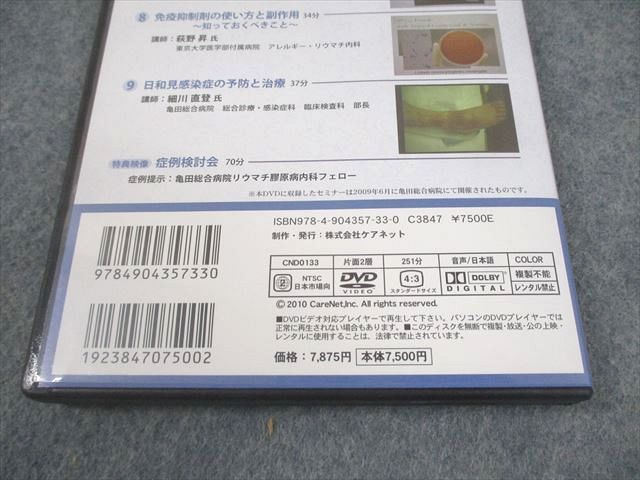 8 免疫抑制剤の使い方と副作用 34分
～知っておくべきこと～
講師：萩野 昇 氏
東京大学医学部付属病院 アレルギー・リウマチ内科
9 日和見感染症の予防と治療 37分
講師：細川 直登 氏
亀田総合病院 総合診療・感染症科 臨床検査科 部長
特典映像 症例検討会 70分
症例提示：亀田総合病院リウマチ膠原病内科フェロー
※本DVDに収録したセミナーは2009年6月に亀田総合病院にて開催されたものです。
ISBN978-4-904357-33-0 C3847 ¥7500E
制作・発行：株式会社ケアネット
9784904357330
CND0133 片面2層 251分 音声/日本語 COLOR
2 NTSC 日本市場向 DVD VIDEO 4:3 スタンダードサイズ DOLBY DIGITAL 複製不能 レンタル禁止
© 2010 CareNet,Inc. All rights reserved.
■DVDビデオ対応プレイヤーで再生して下さい。パソコンのDVDプレイヤーでは
正常に再生されない場合もあります。■このディスクを無断で複製・放送・公の上映・
レンタルに使用することは、法律で禁止されています。
1923847075002
価格：7,875円 本体7,500円